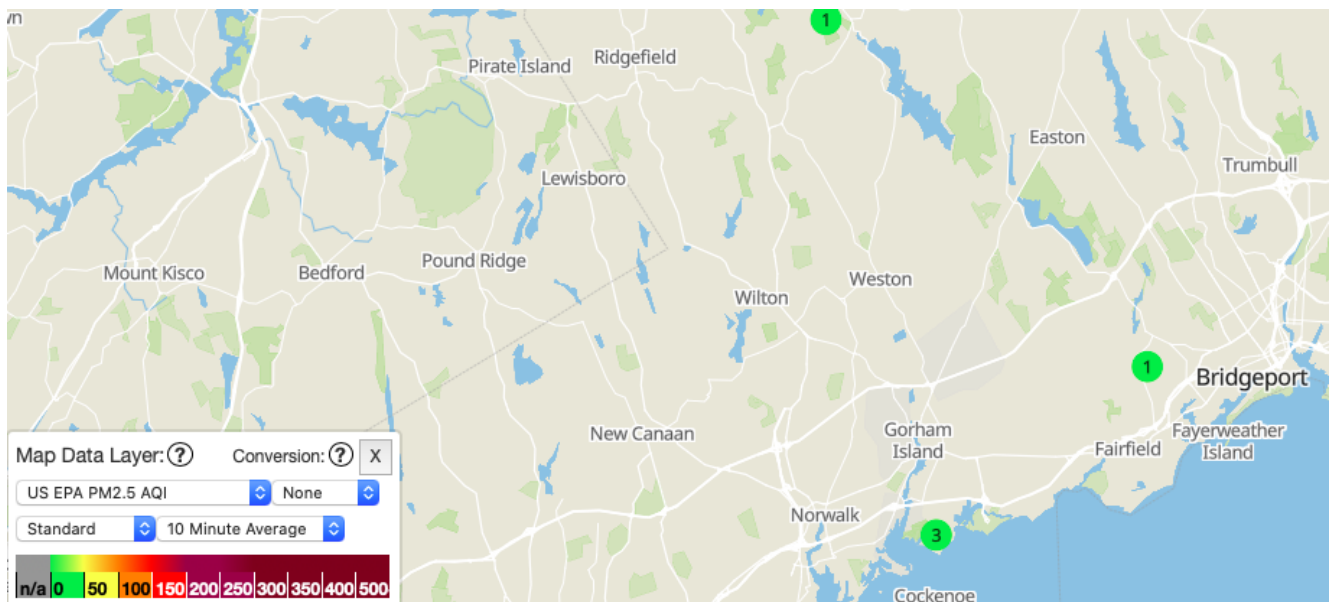 wn
1
Pirate Island
Ridgefield
Easton
Trumbull
Lewisboro
Mount Kisco
Bedford
Pound Ridge
Weston
Wilton
1
Bridgeport
New Canaan
Gorham
Island
Fairfield
Fayerweather
Island
Norwalk
3
Cockenoe
Map Data Layer: ? Conversion: ? X
US EPA PM2.5 AQI None
Standard 10 Minute Average
n/a 0 50 100 150 200 250 300 350 400 500